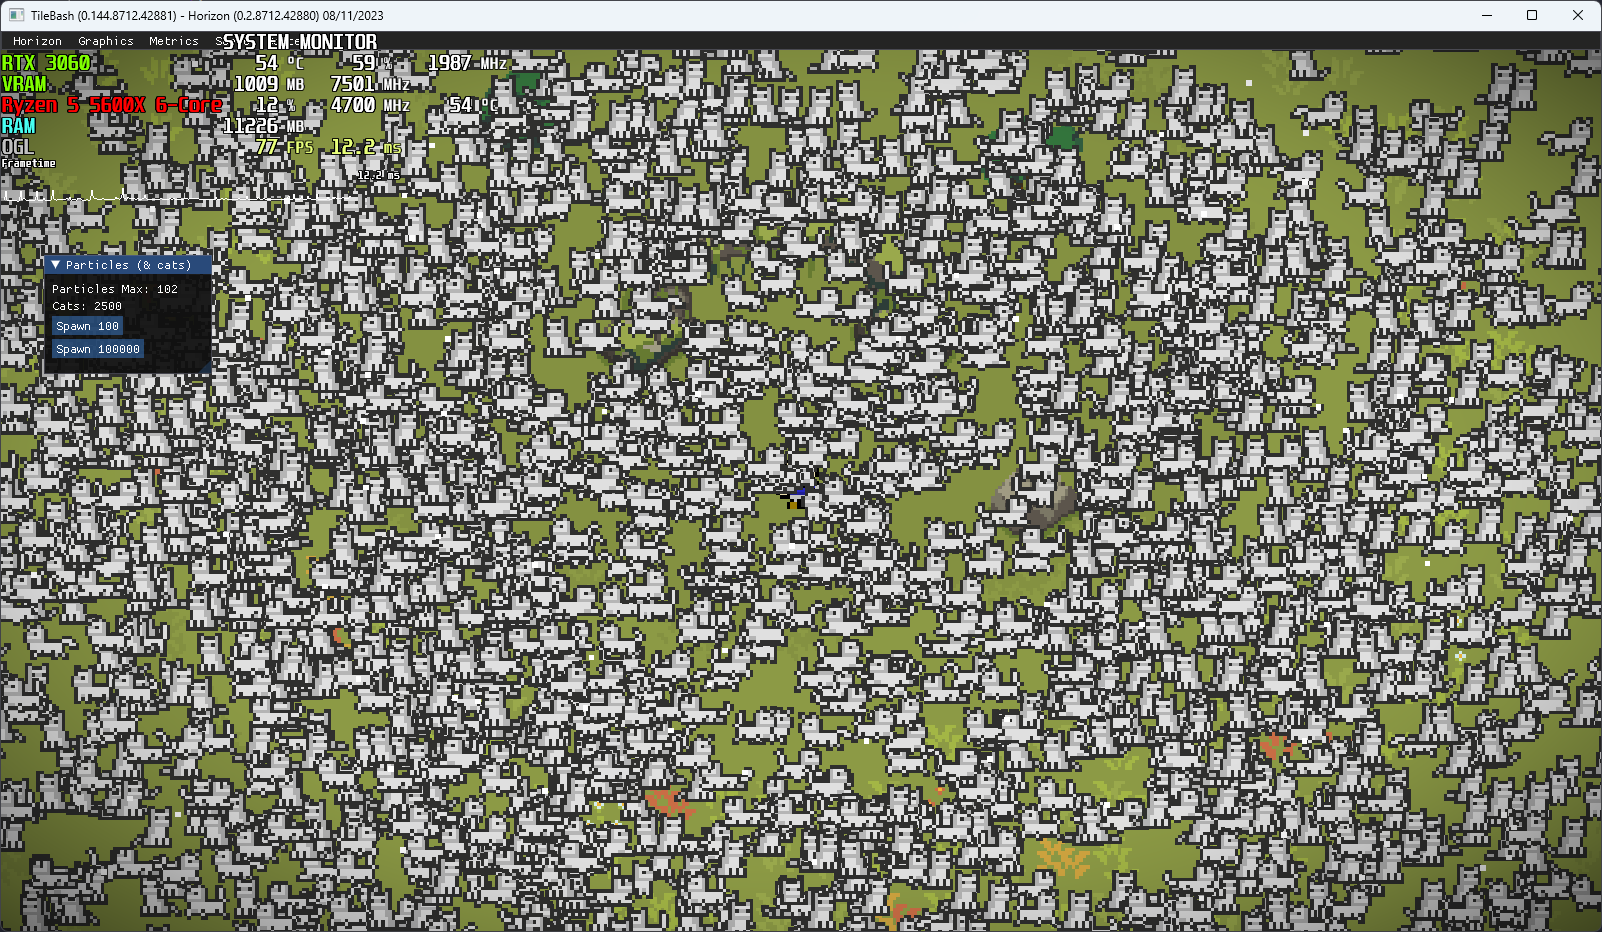 TileBash (0.144.8712.42881) - Horizon (0.2.8712.42880) 08/11/2023
Horizon Graphics Metrics
SYSTEM MONITOR
RTX 3060 54 °C 59 % 1987 MHz
VRAM 1009 MB 7501 MHz
Ryzen 5 5600X 6-Core 12 % 4700 MHz 54 °C
RAM 11226 MB
OGL 77 FPS 12.2 ms
Frametime
12.2 ms
Particles (& cats)
Particles Max: 102
Cats: 2500
Spawn 100
Spawn 100000